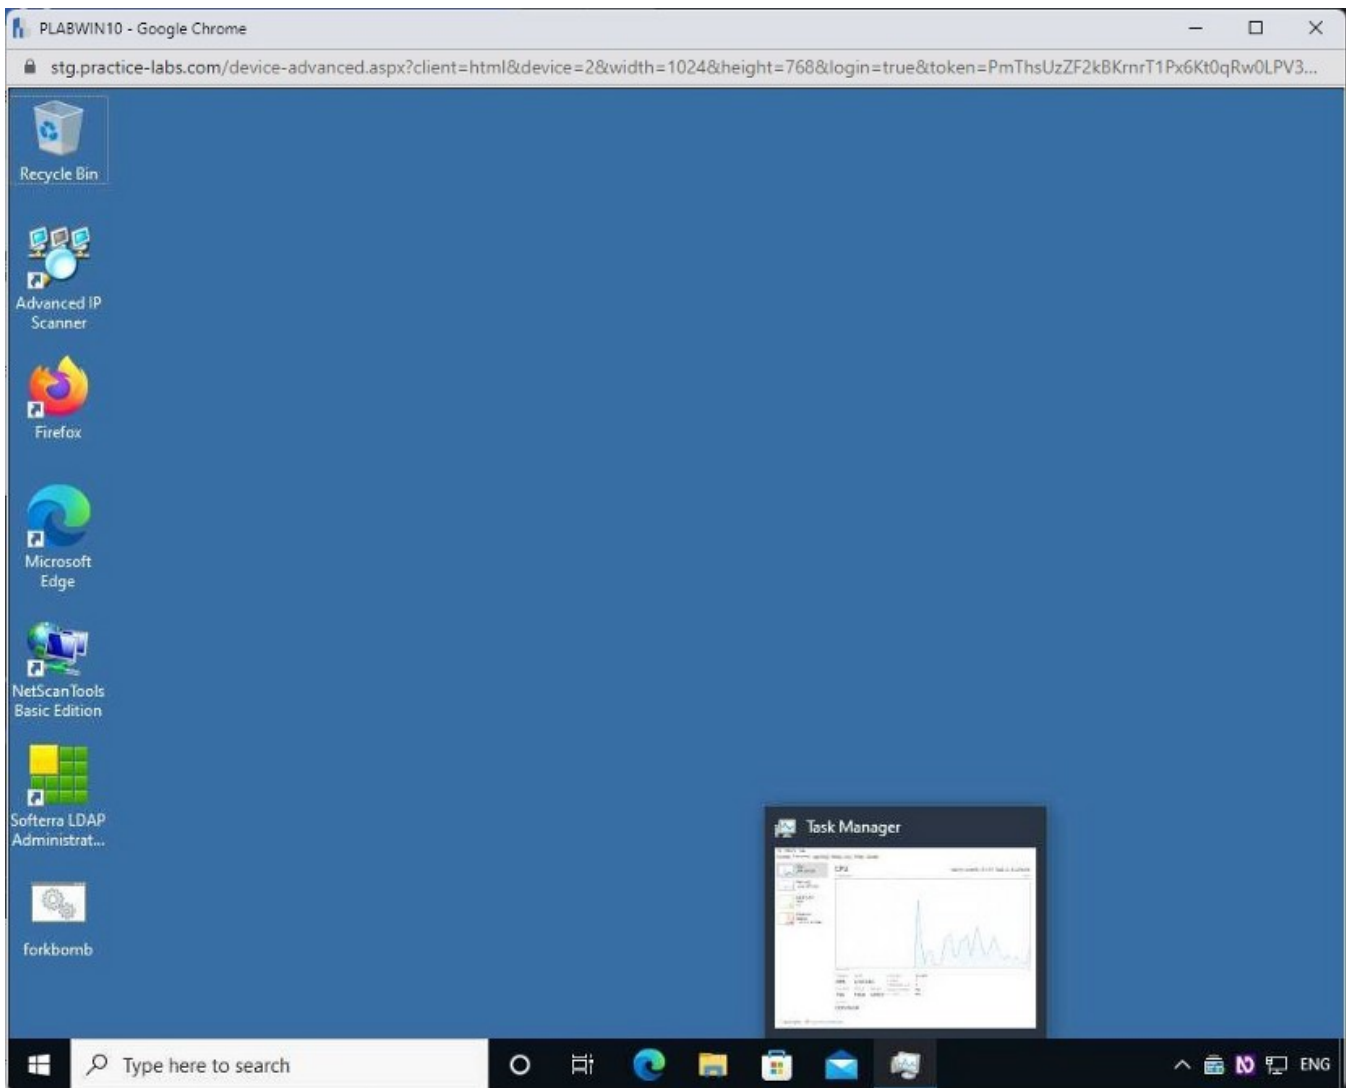 PLABWIN10 - Google Chrome
stg.practice-labs.com/device-advanced.aspx?client=html&device=2&width=1024&height=768&login=true&token=PmThsUzZF2kBKrnrT1Px6Kt0qRw0LPV3...
Recycle Bin
Advanced IP
Scanner
Firefox
Microsoft
Edge
NetScanTools
Basic Edition
Softerra LDAP
Administrat...
forkbomb
Task Manager
CPU
Type here to search
ENG